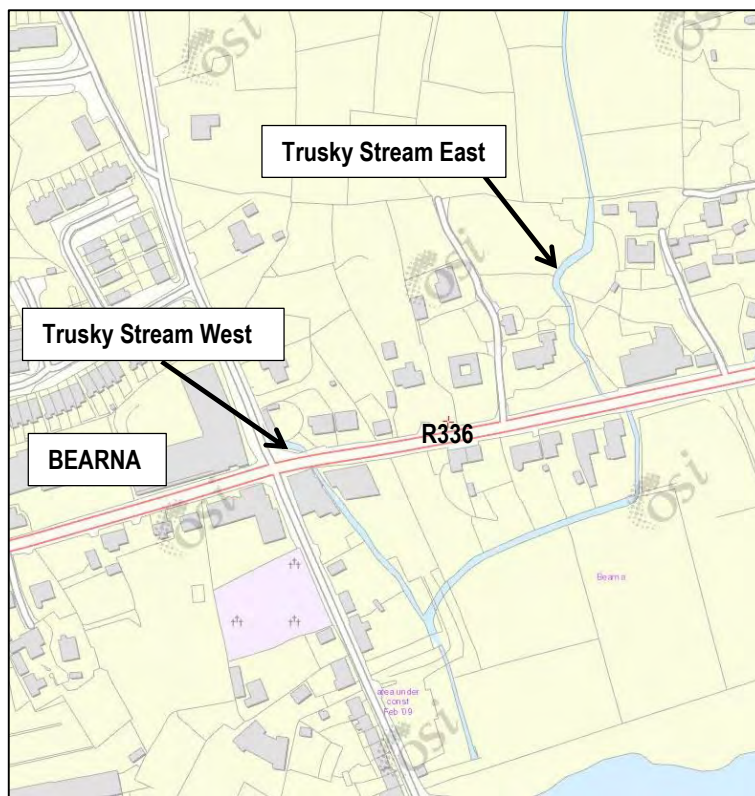 osi
osi
Trusky Stream East
osi
Trusky Stream West
R336
BEARNA
osi
osi
Bearna
area under
const
Feb '09
osi